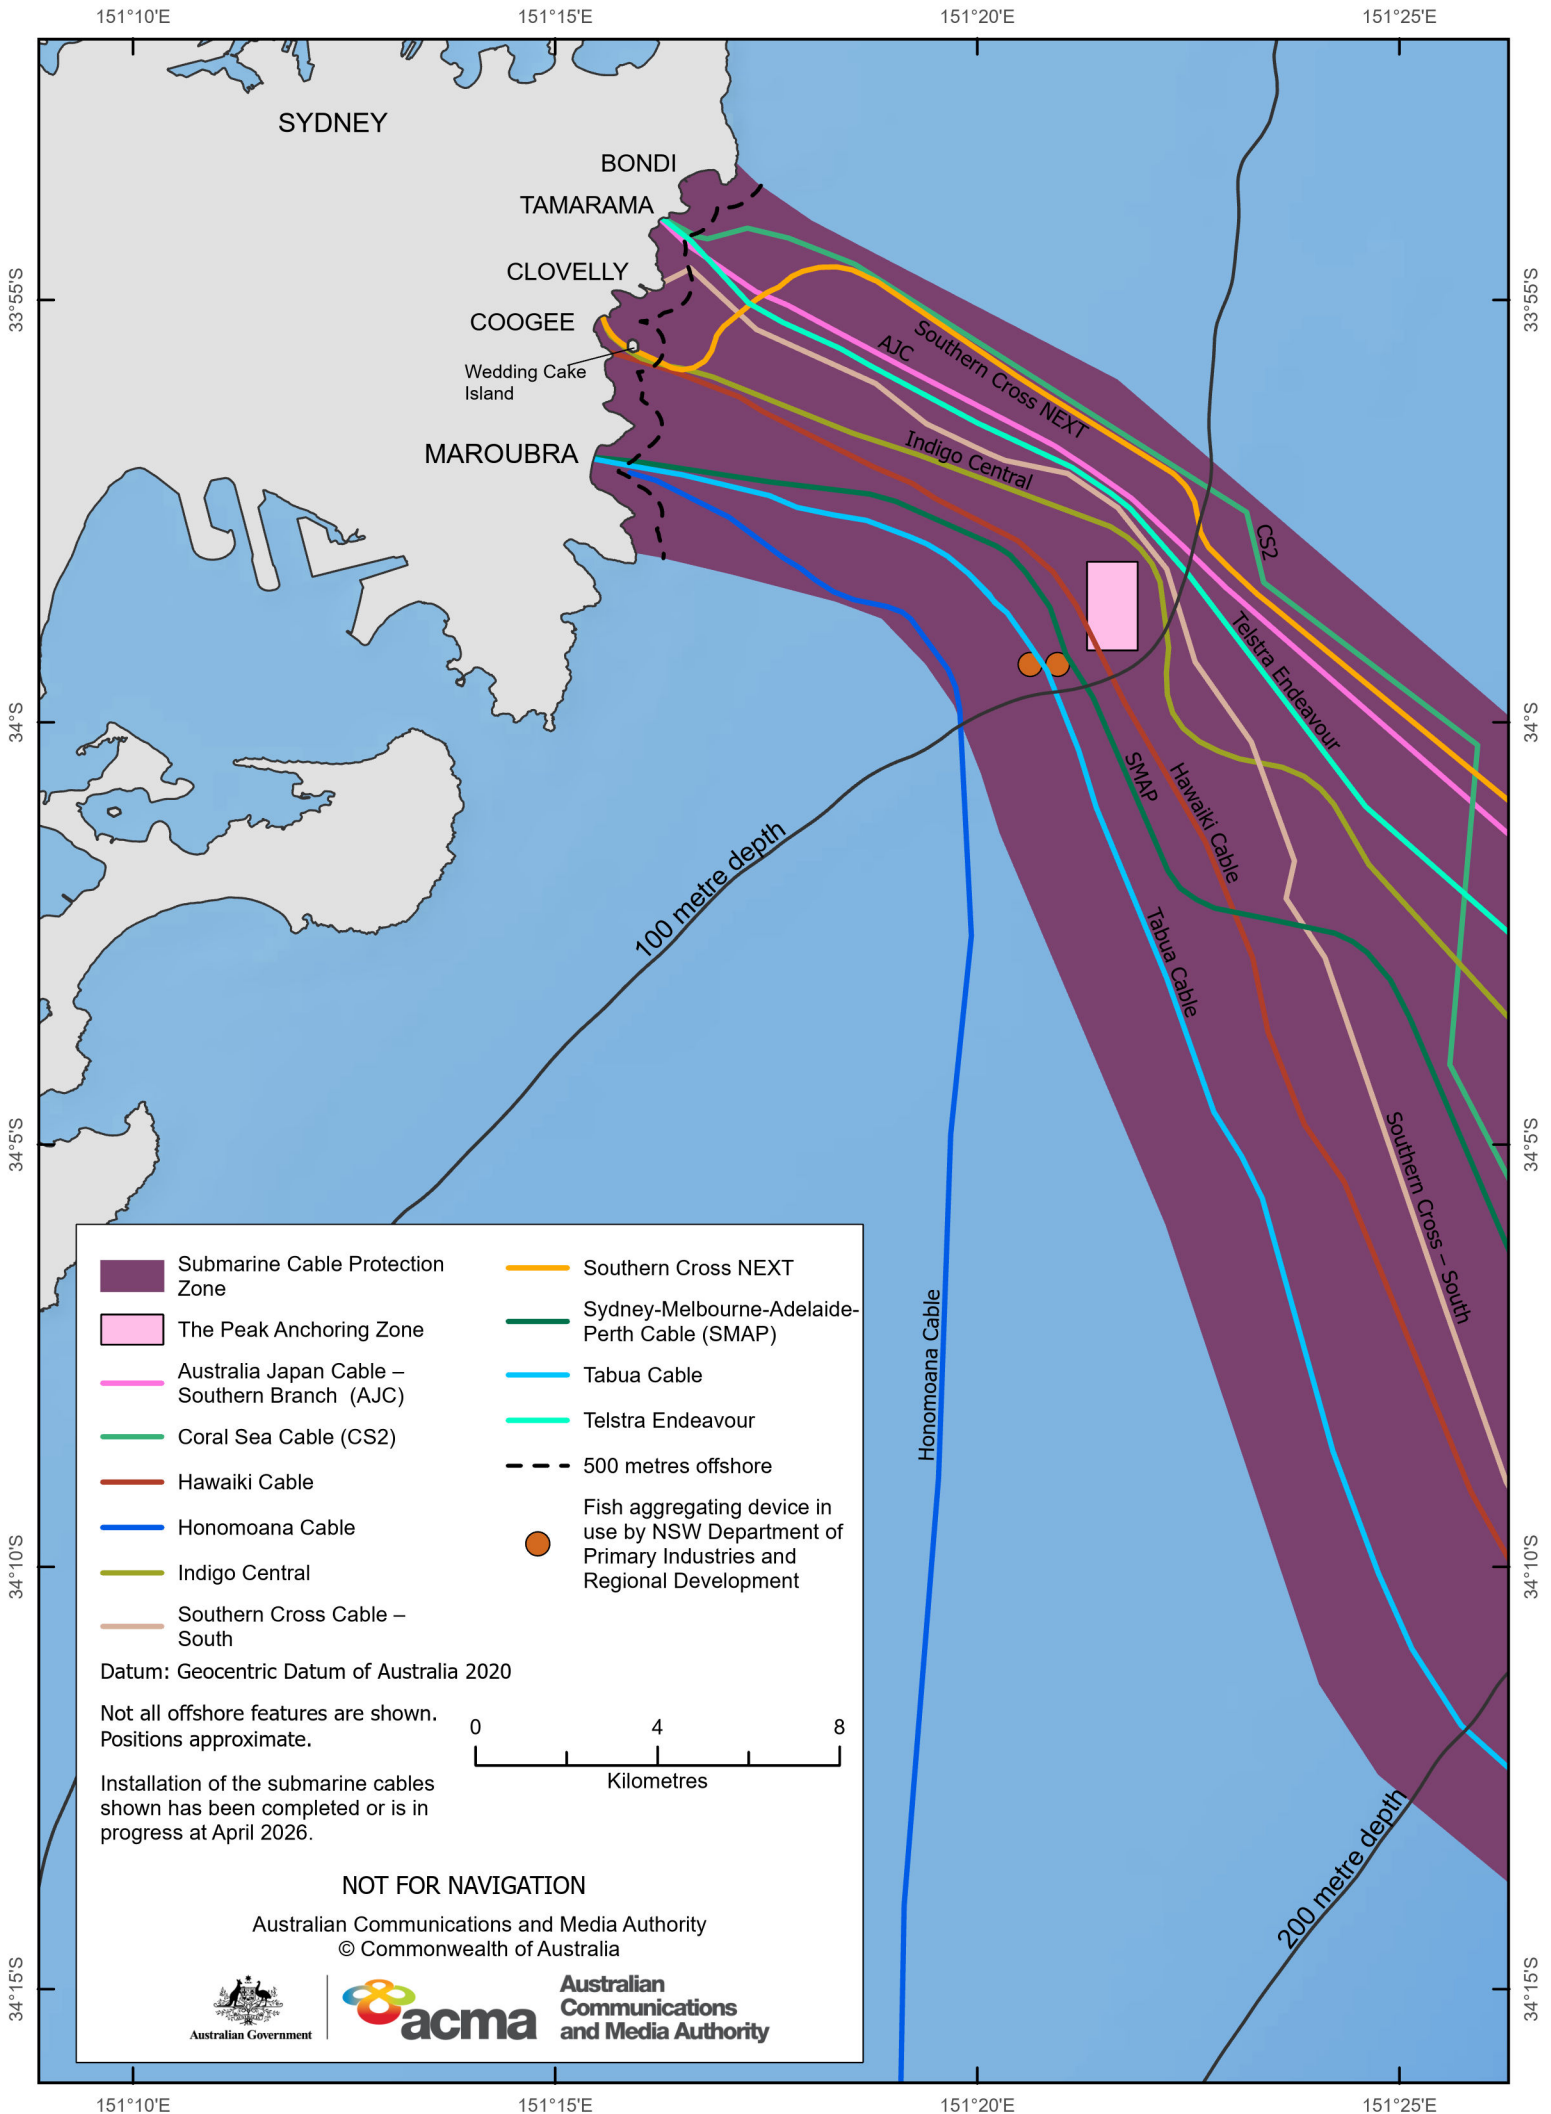 151°10'E
151°15'E
151°20'E
151°25'E
SYDNEY
BONDI
TAMARAMA
CLOVELLY
COOGEE
Wedding Cake
Island
MAROUBRA
33°55'S
33°55'S
AJC
Southern Cross NEXT
Indigo Central
CS2
Telstra Endeavour
34°S
34°S
SMAP
Hawaiki Cable
100 metre depth
Tabua Cable
34°5'S
34°5'S
Southern Cross – South
Honomoana Cable
34°10'S
34°10'S
200 metre depth
34°15'S
34°15'S
Submarine Cable Protection
Zone
The Peak Anchoring Zone
Australia Japan Cable –
Southern Branch (AJC)
Coral Sea Cable (CS2)
Hawaiki Cable
Honomoana Cable
Indigo Central
Southern Cross Cable –
South
Southern Cross NEXT
Sydney-Melbourne-Adelaide-
Perth Cable (SMAP)
Tabua Cable
Telstra Endeavour
500 metres offshore
Fish aggregating device in
use by NSW Department of
Primary Industries and
Regional Development
Datum: Geocentric Datum of Australia 2020
Not all offshore features are shown.
Positions approximate.
0 4 8
Kilometres
Installation of the submarine cables
shown has been completed or is in
progress at April 2026.
NOT FOR NAVIGATION
Australian Communications and Media Authority
© Commonwealth of Australia
Australian Government
acma
Australian
Communications
and Media Authority
151°10'E
151°15'E
151°20'E
151°25'E